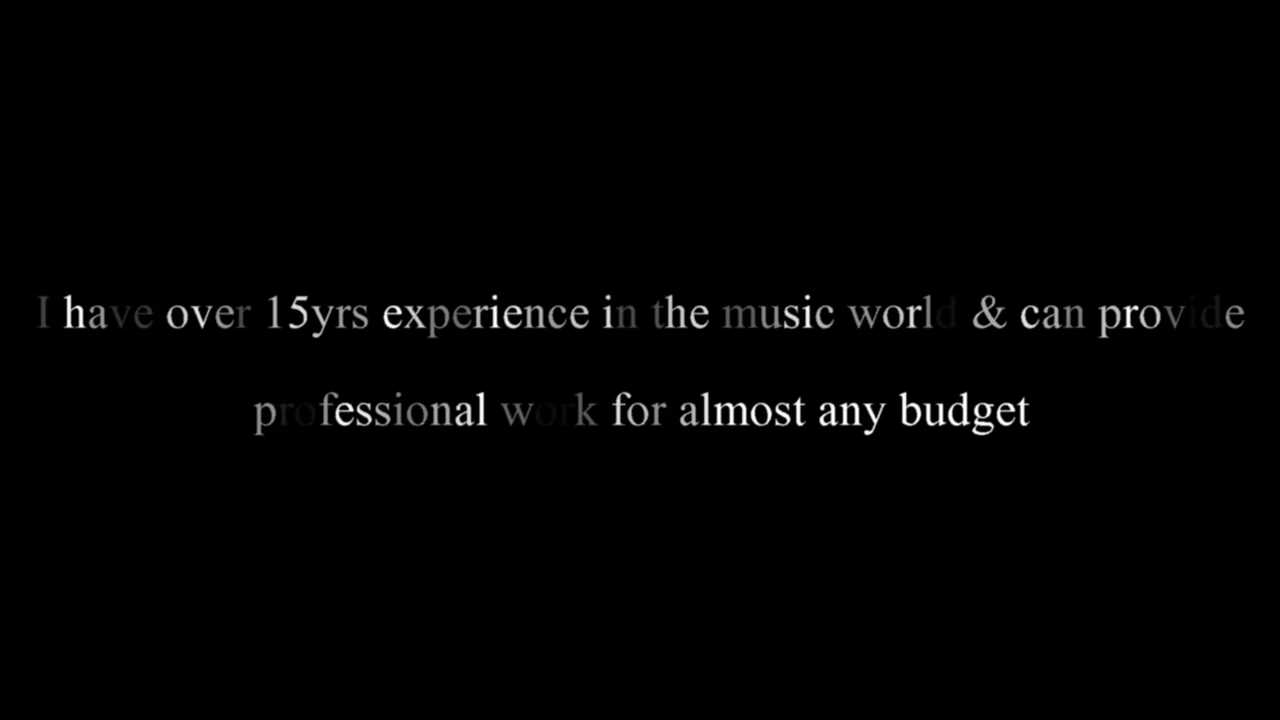 I have over 15yrs experience in the music world & can provide
professional work for almost any budget